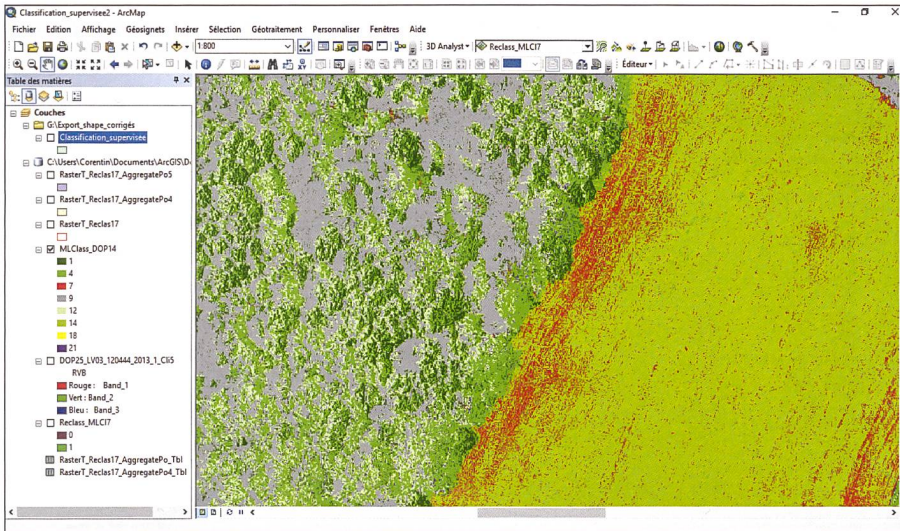 Classification_supervisee2 - ArcMap
Fichier Edition Affichage Géosignets Insérer Sélection Géotraitement Personnaliser Fenêtres Aide
1:800 3D Analyst Reclass_MLCl7
Éditeur
Table des matières
Couches
G:\Export_shape_corrigés
Classification_supervisée
C:\Users\Corentin\Documents\ArcGIS\D
RasterT_Reclas17_AggregatePo5
RasterT_Reclas17_AggregatePo4
RasterT_Reclas17
MLClass_DOP14
1
4
7
9
12
14
18
21
DOP25_LV03_120444_2013_1_Cli5
RVB
Rouge : Band_1
Vert : Band_2
Bleu : Band_3
Reclass_MLCl7
0
1
RasterT_Reclas17_AggregatePo_Tbl
RasterT_Reclas17_AggregatePo4_Tbl